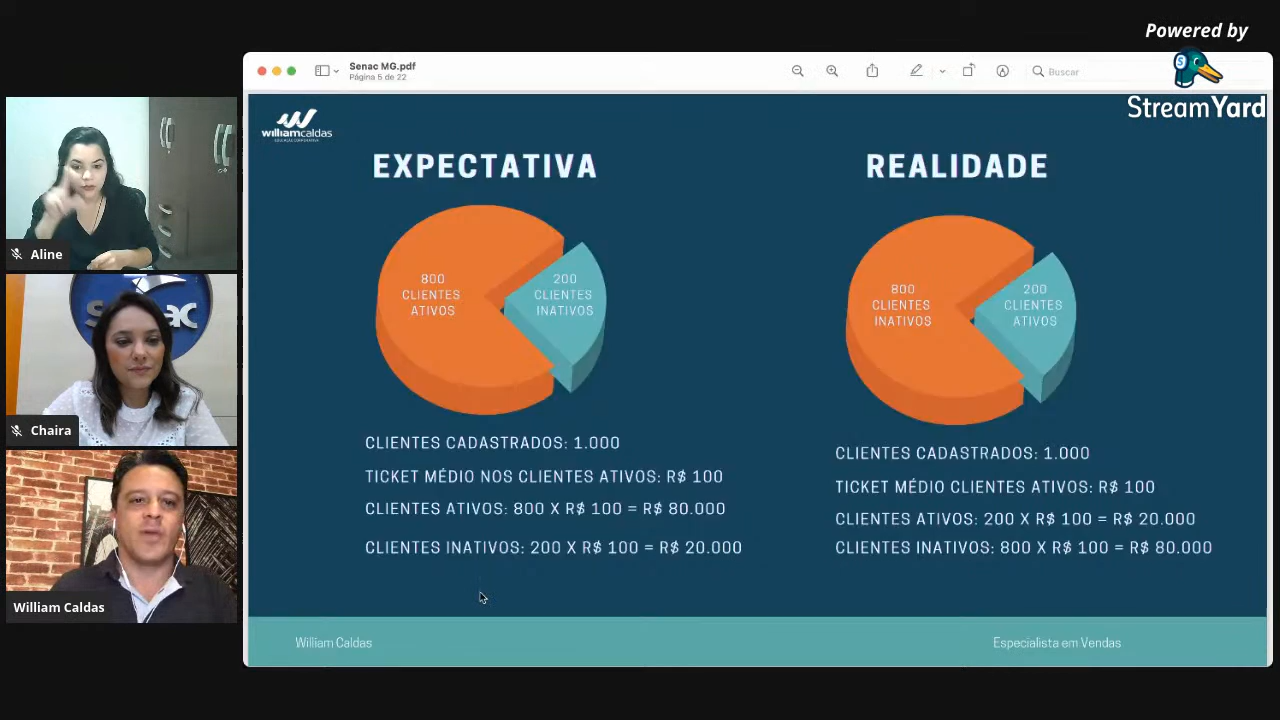 Powered by
StreamYard
Senac MG.pdf
Página 5 de 22
Buscar
williamcaldas
EXPECTATIVA
800
CLIENTES
ATIVOS
200
CLIENTES
INATIVOS
CLIENTES CADASTRADOS: 1.000
TICKET MÉDIO NOS CLIENTES ATIVOS: R$ 100
CLIENTES ATIVOS: 800 X R$ 100 = R$ 80.000
CLIENTES INATIVOS: 200 X R$ 100 = R$ 20.000
REALIDADE
800
CLIENTES
INATIVOS
200
CLIENTES
ATIVOS
CLIENTES CADASTRADOS: 1.000
TICKET MÉDIO CLIENTES ATIVOS: R$ 100
CLIENTES ATIVOS: 200 X R$ 100 = R$ 20.000
CLIENTES INATIVOS: 800 X R$ 100 = R$ 80.000
William Caldas
Especialista em Vendas
Aline
Senac
Chaira
William Caldas